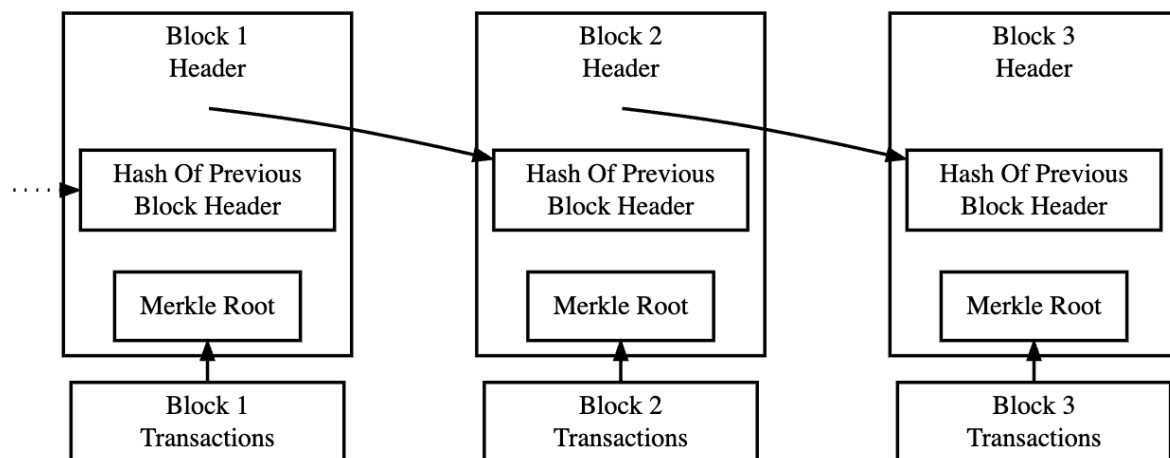 Block 1
Header
Hash Of Previous
Block Header
Merkle Root
Block 1
Transactions
Block 2
Header
Hash Of Previous
Block Header
Merkle Root
Block 2
Transactions
Block 3
Header
Hash Of Previous
Block Header
Merkle Root
Block 3
Transactions